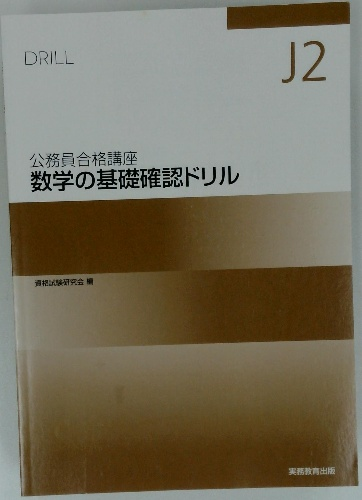 DRILL
J2
公務員合格講座
数学の基礎確認ドリル
資格試験研究会 編
実務教育出版